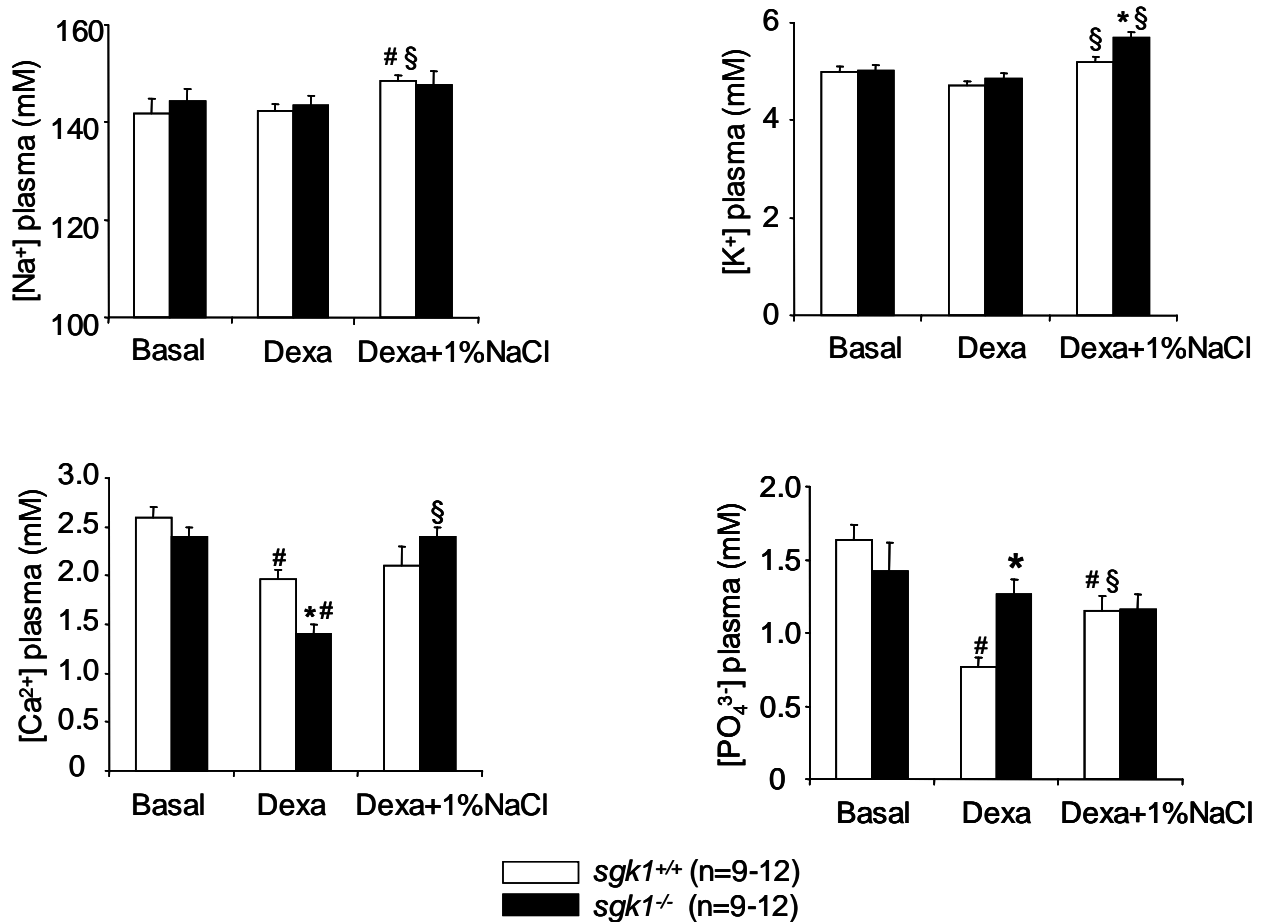 [Na⁺] plasma (mM)
160
140
120
100
# §
Basal Dexa Dexa+1%NaCl
[K⁺] plasma (mM)
6
4
2
0
§ *§
Basal Dexa Dexa+1%NaCl
[Ca²⁺] plasma (mM)
3.0
2.5
2.0
1.5
1.0
0.5
0
#
*#
§
Basal Dexa Dexa+1%NaCl
[PO₄³⁻] plasma (mM)
2.0
1.5
1.0
0.5
0
#
*
# §
Basal Dexa Dexa+1%NaCl
sgk1⁺/⁺ (n=9-12)
sgk1⁻/⁻ (n=9-12)